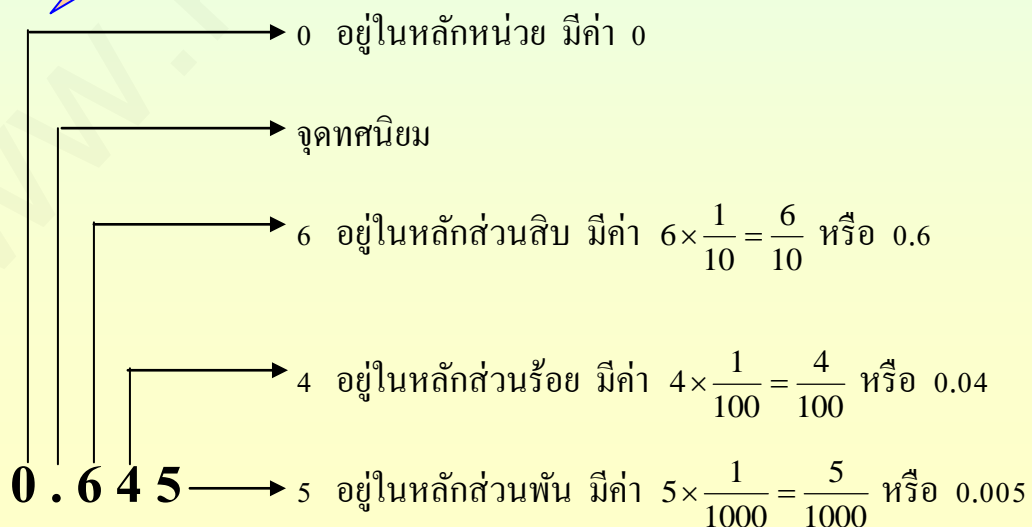 0 อยู่ในหลักหน่วย มีค่า 0
จุดทศนิยม
6 อยู่ในหลักส่วนสิบ มีค่า 6×1/10 = 6/10 หรือ 0.6
4 อยู่ในหลักส่วนร้อย มีค่า 4×1/100 = 4/100 หรือ 0.04
0.645 5 อยู่ในหลักส่วนพัน มีค่า 5×1/1000 = 5/1000 หรือ 0.005